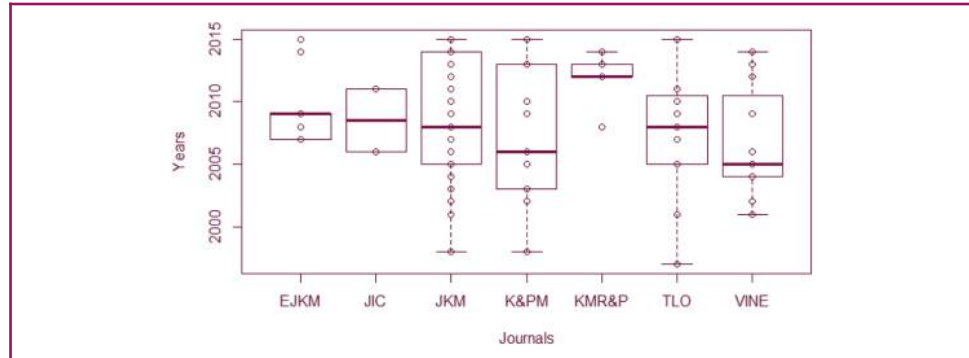 2015
2010
2005
2000
Years
EJKM JIC JKM K&PM KMR&P TLO VINE
Journals